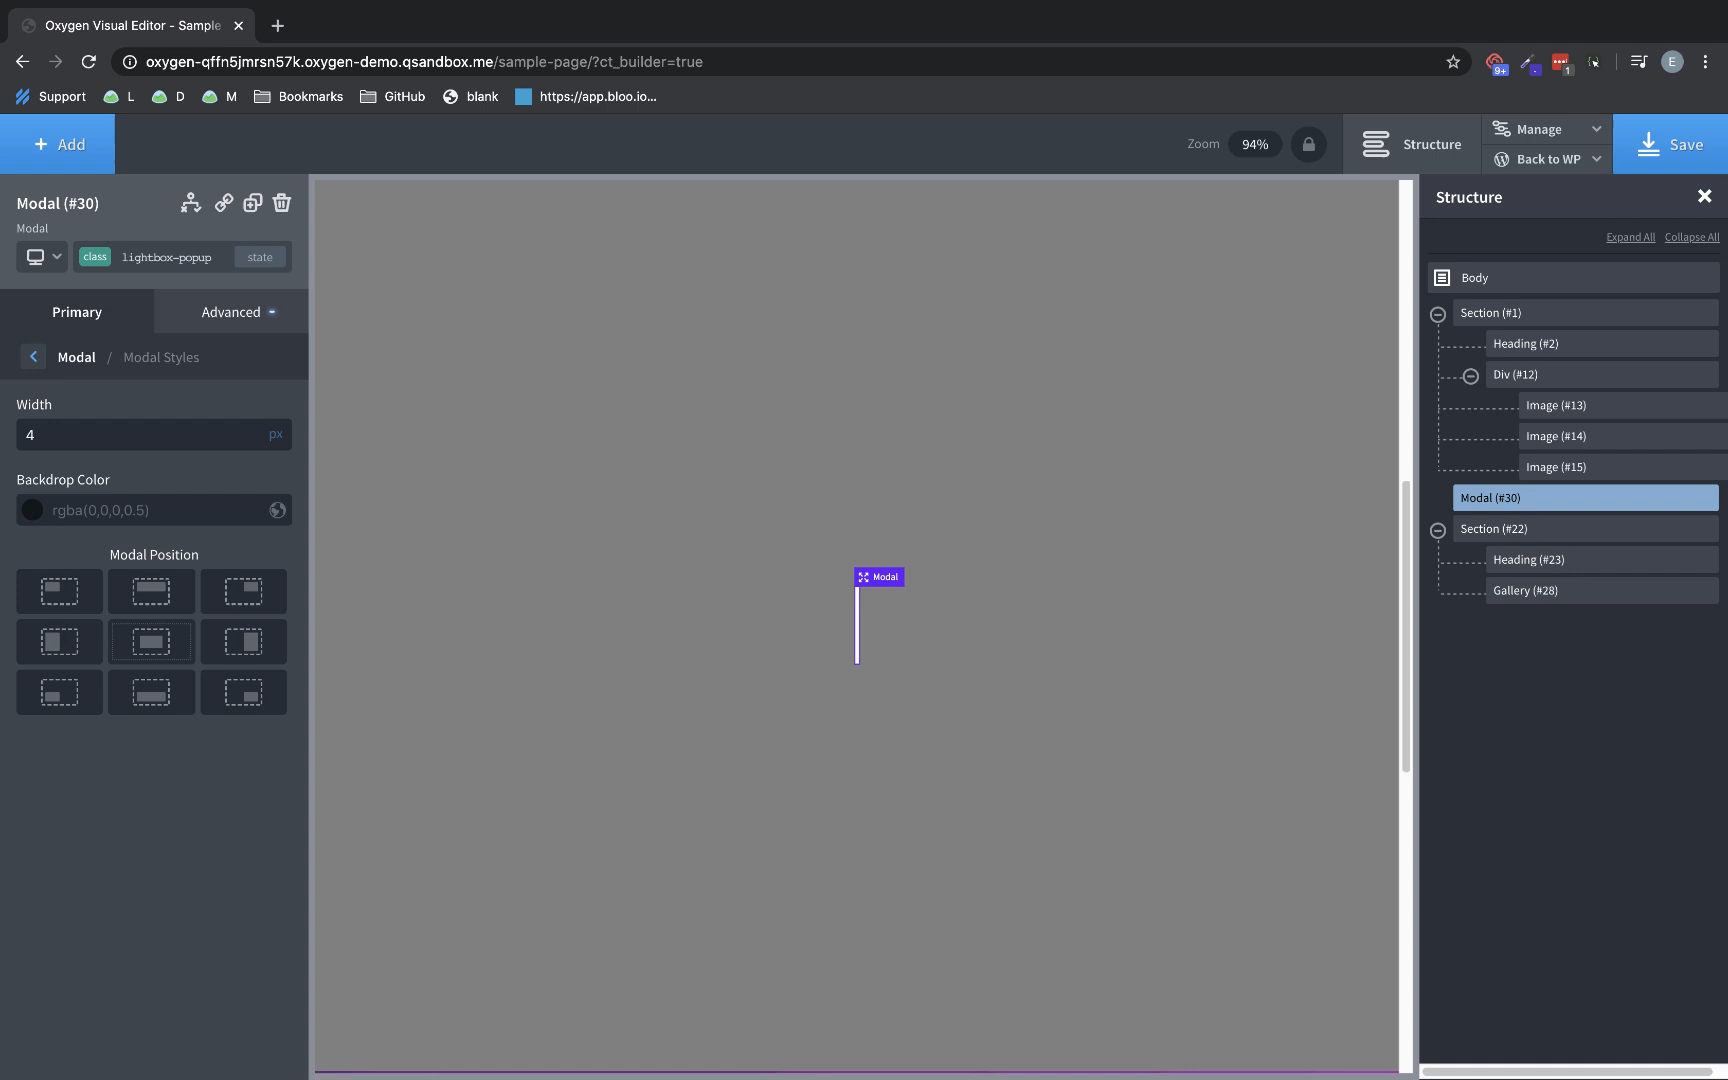 Oxygen Visual Editor - Sample
oxygen-qffn5jmrsn57k.oxygen-demo.qsandbox.me/sample-page/?ct_builder=true
9+
1
E
Support
L
D
M
Bookmarks
GitHub
blank
https://app.bloo.io...
+ Add
Zoom
94%
Structure
Manage
Back to WP
Save
Modal (#30)
Modal
class
lightbox-popup
state
Primary
Advanced
Modal / Modal Styles
Width
4
px
Backdrop Color
rgba(0,0,0,0.5)
Modal Position
Modal
Structure
Expand All
Collapse All
Body
Section (#1)
Heading (#2)
Div (#12)
Image (#13)
Image (#14)
Image (#15)
Modal (#30)
Section (#22)
Heading (#23)
Gallery (#28)